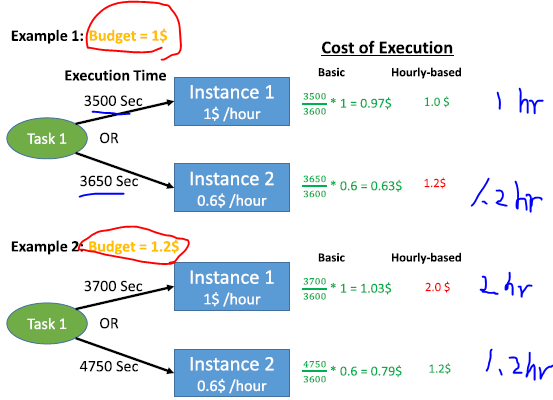 Example 1: Budget = 1$
Cost of Execution
Execution Time
Basic Hourly-based
3500 Sec
Instance 1
1$ /hour
3500/3600 * 1 = 0.97$
1.0 $
1 hr
Task 1
OR
3650 Sec
Instance 2
0.6$ /hour
3650/3600 * 0.6 = 0.63$
1.2$
1.2 hr
Example 2: Budget = 1.2$
Basic Hourly-based
3700 Sec
Instance 1
1$ /hour
3700/3600 * 1 = 1.03$
2.0 $
2 hr
Task 1
OR
4750 Sec
Instance 2
0.6$ /hour
4750/3600 * 0.6 = 0.79$
1.2$
1.2hr